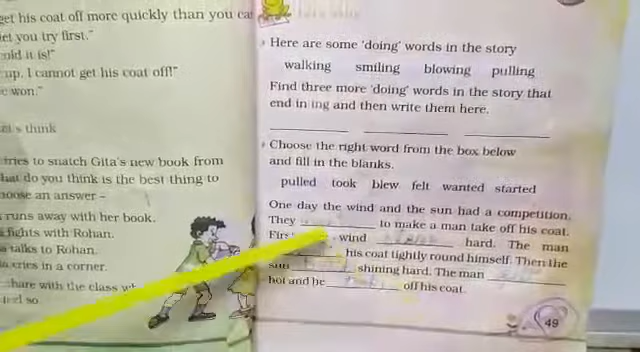 get his coat off more quickly than you
let you try first."
old it is!"
up. I cannot get his coat off!"
e won."
let's think
tries to snatch Gita's new book from
hat do you think is the best thing to
hoose an answer –
runs away with her book.
fights with Rohan.
talks to Rohan.
cries in a corner.
share with the class
feel so.
Here are some 'doing' words in the story
walking smiling blowing pulling
Find three more 'doing' words in the story that
end in ing and then write them here.
Choose the right word from the box below
and fill in the blanks.
pulled took blew felt wanted started
One day the wind and the sun had a competition.
They to make a man take off his coat.
wind hard. The man
his coat tightly round himself. Then the
sun shining hard. The man
hot and he off his coat.
49